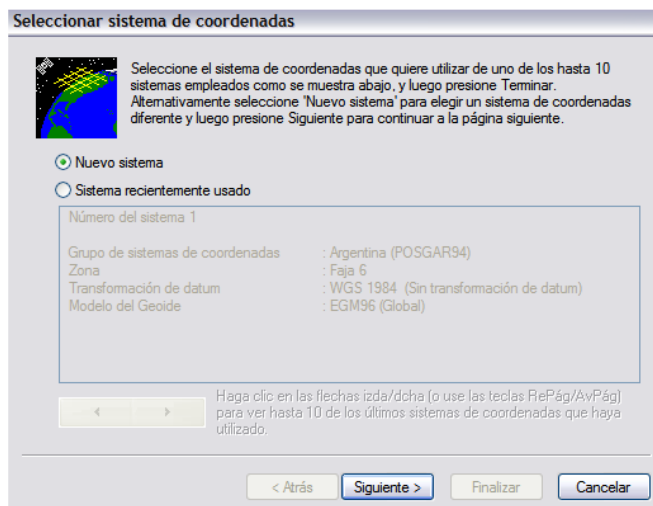 Seleccionar sistema de coordenadas
Seleccione el sistema de coordenadas que quiere utilizar de uno de los hasta 10
sistemas empleados como se muestra abajo, y luego presione Terminar.
Alternativamente seleccione 'Nuevo sistema' para elegir un sistema de coordenadas
diferente y luego presione Siguiente para continuar a la página siguiente.
Nuevo sistema
Sistema recientemente usado
Número del sistema 1
Grupo de sistemas de coordenadas : Argentina (POSGAR94)
Zona : Faja 6
Transformación de datum : WGS 1984 (Sin transformación de datum)
Modelo del Geoide : EGM96 (Global)
Haga clic en las flechas izda/dcha (o use las teclas RePág/AvPág)
para ver hasta 10 de los últimos sistemas de coordenadas que haya
utilizado.
< Atrás Siguiente > Finalizar Cancelar